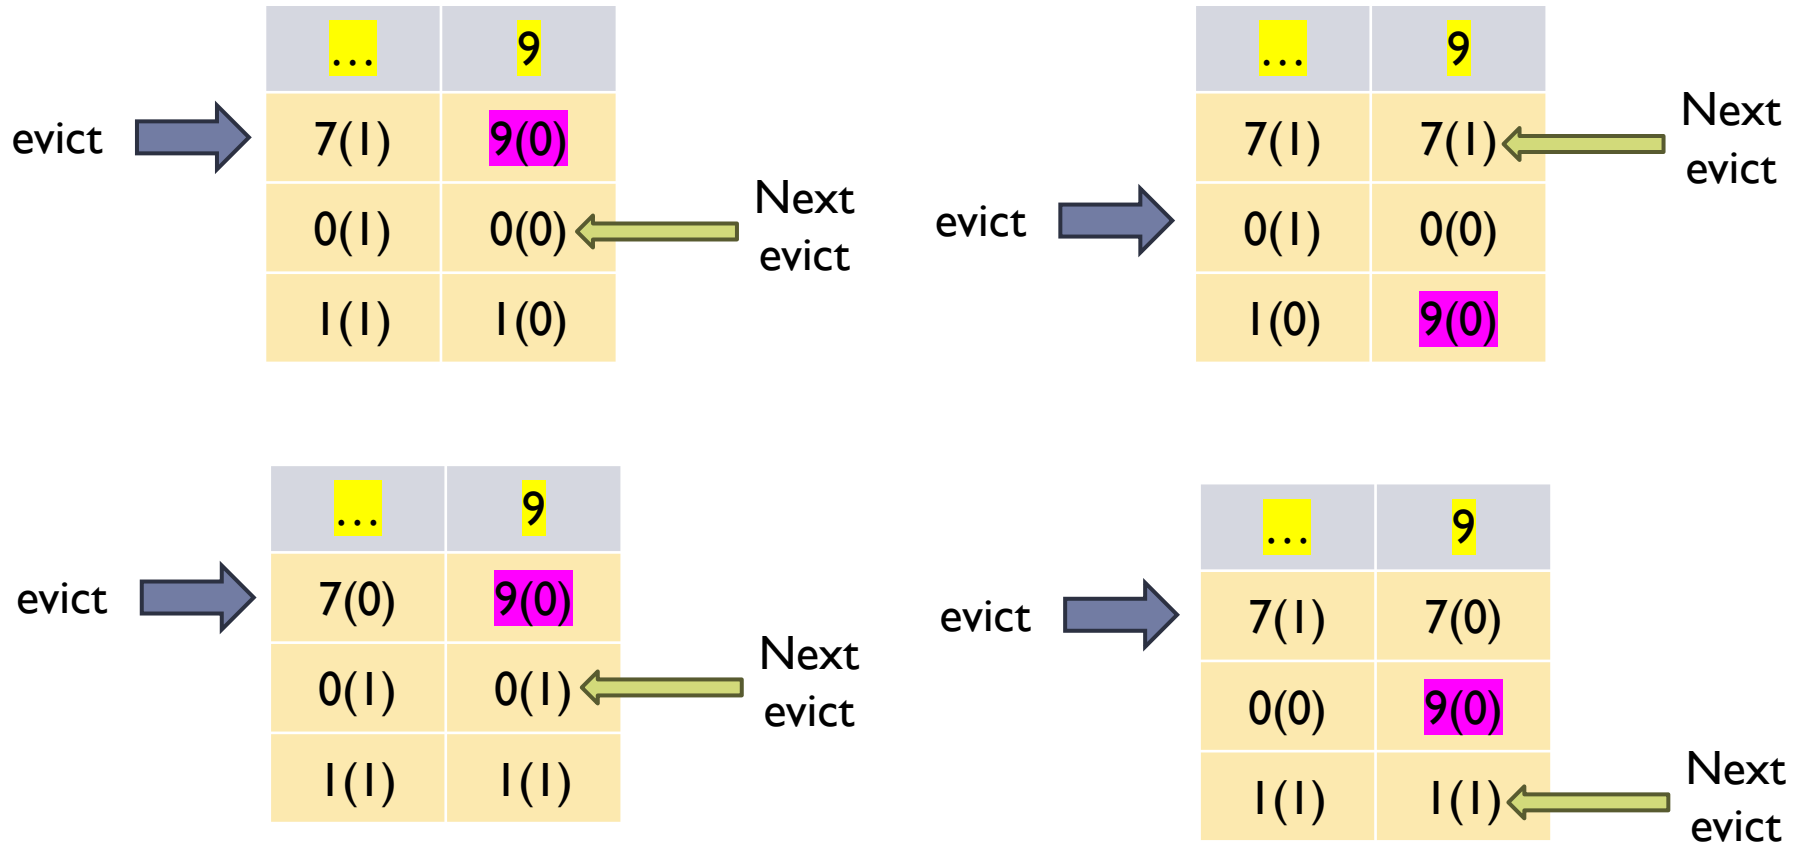 … 9
evict 7(1) 9(0)
0(1) 0(0) Next
evict
1(1) 1(0)
… 9
7(1) 7(1) Next
evict
evict 0(1) 0(0)
1(0) 9(0)
… 9
evict 7(0) 9(0)
0(1) 0(1) Next
evict
1(1) 1(1)
… 9
evict 7(1) 7(0)
0(0) 9(0)
1(1) 1(1) Next
evict